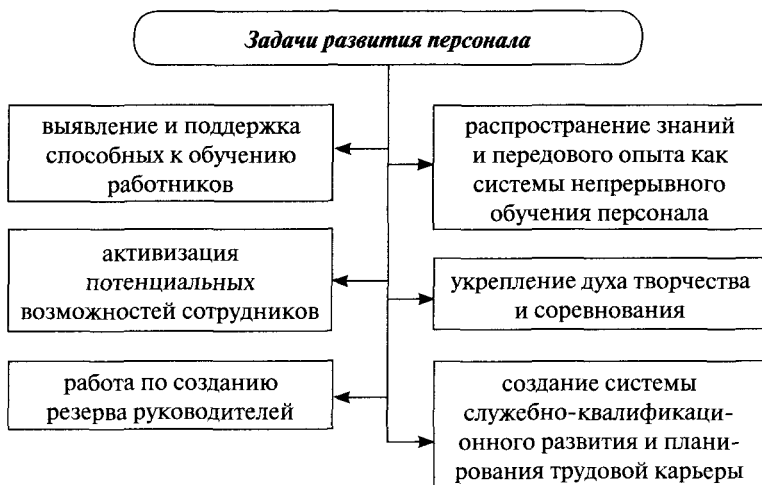 Задачи развития персонала
выявление и поддержка
способных к обучению
работников
распространение знаний
и передового опыта как
системы непрерывного
обучения персонала
активизация
потенциальных
возможностей сотрудников
укрепление духа творчества
и соревнования
работа по созданию
резерва руководителей
создание системы
служебно-квалификаци-
онного развития и плани-
рования трудовой карьеры